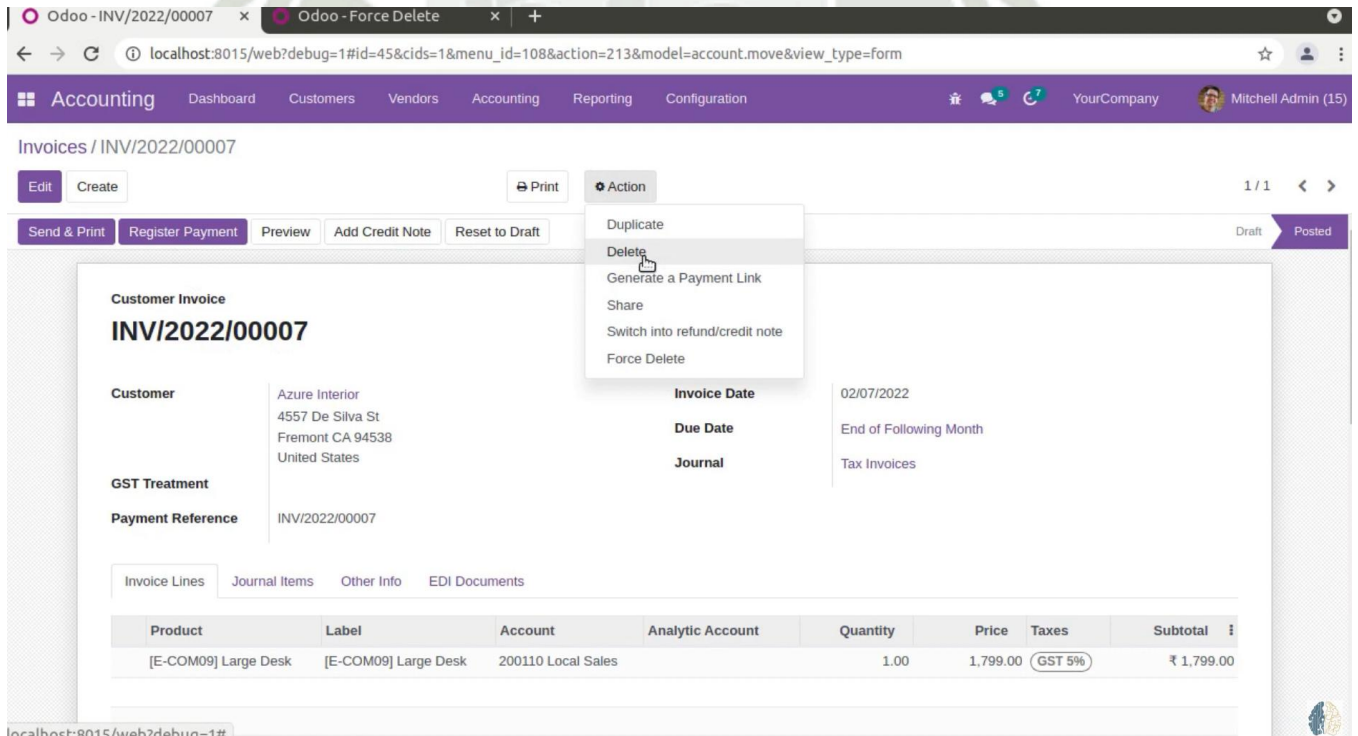 Odoo - INV/2022/00007 × Odoo - Force Delete × +
localhost:8015/web?debug=1#id=45&cids=1&menu_id=108&action=213&model=account.move&view_type=form
Accounting Dashboard Customers Vendors Accounting Reporting Configuration 5 7 YourCompany Mitchell Admin (15)
Invoices / INV/2022/00007
Edit Create Print Action 1 / 1
Send & Print Register Payment Preview Add Credit Note Reset to Draft Draft Posted
Duplicate
Delete
Generate a Payment Link
Share
Switch into refund/credit note
Force Delete
Customer Invoice
INV/2022/00007
Customer Azure Interior Invoice Date 02/07/2022
4557 De Silva St
Fremont CA 94538 Due Date End of Following Month
United States Journal Tax Invoices
GST Treatment
Payment Reference INV/2022/00007
Invoice Lines Journal Items Other Info EDI Documents
Product Label Account Analytic Account Quantity Price Taxes Subtotal
[E-COM09] Large Desk [E-COM09] Large Desk 200110 Local Sales 1.00 1,799.00 GST 5% ₹ 1,799.00
localhost:8015/web?debug=1#